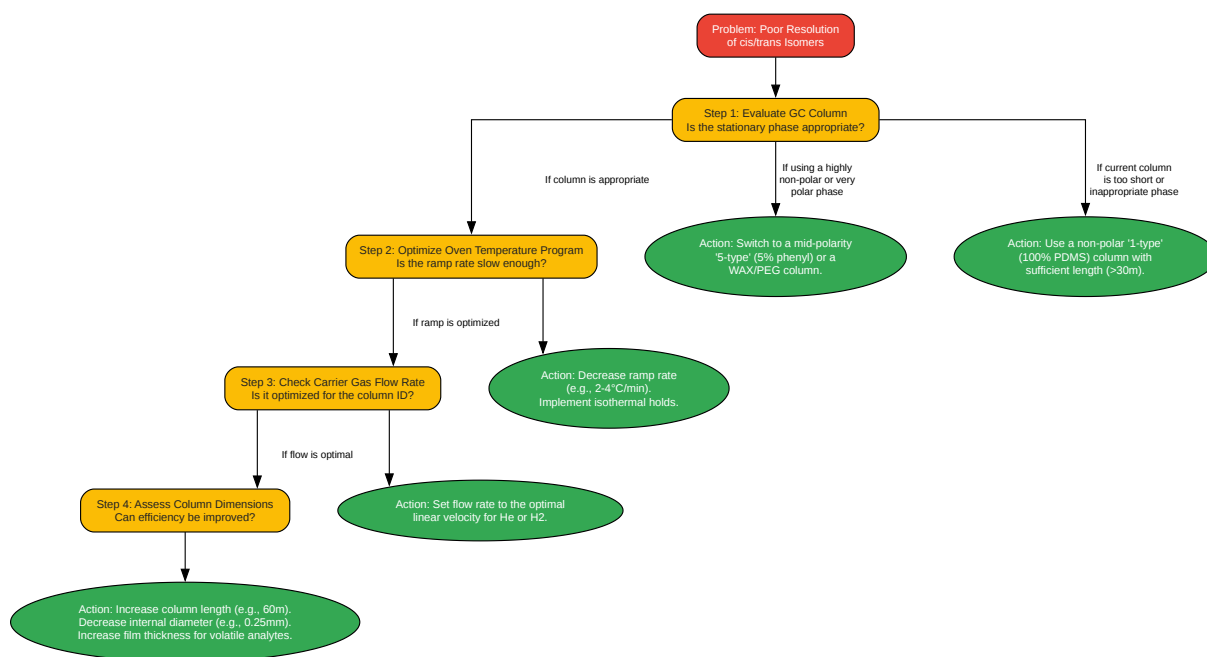 Problem: Poor Resolution
of cis/trans Isomers
Step 1: Evaluate GC Column
Is the stationary phase appropriate?
If column is appropriate
If using a highly
non-polar or very
polar phase
If current column
is too short or
inappropriate phase
Step 2: Optimize Oven Temperature Program
Is the ramp rate slow enough?
Action: Switch to a mid-polarity
'5-type' (5% phenyl) or a
WAX/PEG column.
Action: Use a non-polar '1-type'
(100% PDMS) column with
sufficient length (>30m).
If ramp is optimized
Step 3: Check Carrier Gas Flow Rate
Is it optimized for the column ID?
Action: Decrease ramp rate
(e.g., 2-4°C/min).
Implement isothermal holds.
If flow is optimal
Step 4: Assess Column Dimensions
Can efficiency be improved?
Action: Set flow rate to the optimal
linear velocity for He or H2.
Action: Increase column length (e.g., 60m).
Decrease internal diameter (e.g., 0.25mm).
Increase film thickness for volatile analytes.